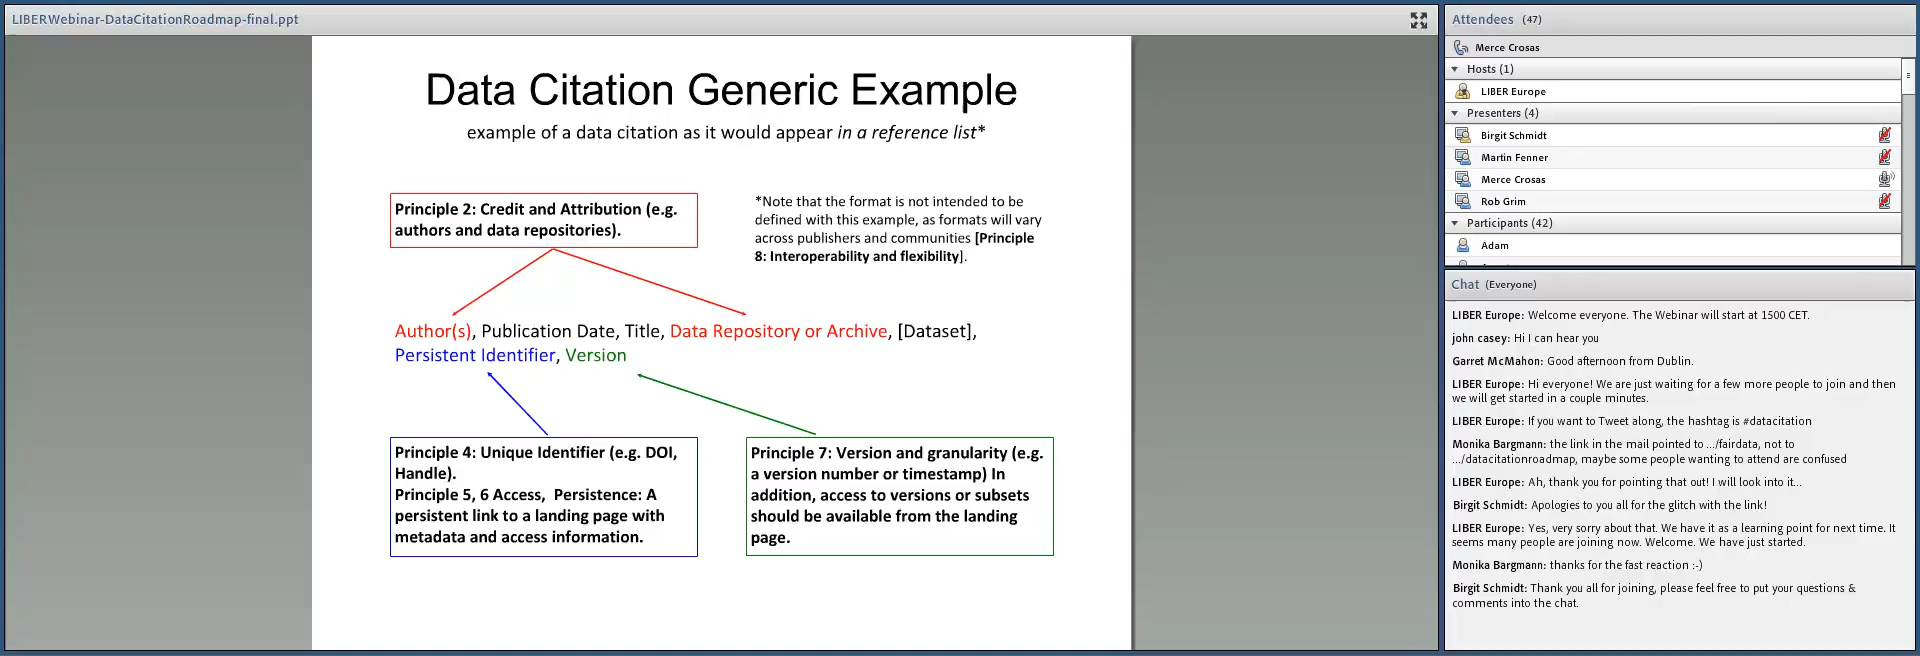 LIBERWebinar-DataCitationRoadmap-final.ppt
Data Citation Generic Example
example of a data citation as it would appear in a reference list*
Principle 2: Credit and Attribution (e.g.
authors and data repositories).
*Note that the format is not intended to be
defined with this example, as formats will vary
across publishers and communities [Principle
8: Interoperability and flexibility].
Author(s), Publication Date, Title, Data Repository or Archive, [Dataset],
Persistent Identifier, Version
Principle 4: Unique Identifier (e.g. DOI,
Handle).
Principle 5, 6 Access, Persistence: A
persistent link to a landing page with
metadata and access information.
Principle 7: Version and granularity (e.g.
a version number or timestamp) In
addition, access to versions or subsets
should be available from the landing
page.
Attendees (47)
Merce Crosas
Hosts (1)
LIBER Europe
Presenters (4)
Birgit Schmidt
Martin Fenner
Merce Crosas
Rob Grim
Participants (42)
Adam
Chat (Everyone)
LIBER Europe: Welcome everyone. The Webinar will start at 1500 CET.
john casey: Hi I can hear you
Garret McMahon: Good afternoon from Dublin.
LIBER Europe: Hi everyone! We are just waiting for a few more people to join and then
we will get started in a couple minutes.
LIBER Europe: If you want to Tweet along, the hashtag is #datacitation
Monika Bargmann: the link in the mail pointed to .../fairdata, not to
.../datacitationroadmap, maybe some people wanting to attend are confused
LIBER Europe: Ah, thank you for pointing that out! I will look into it...
Birgit Schmidt: Apologies to you all for the glitch with the link!
LIBER Europe: Yes, very sorry about that. We have it as a learning point for next time. It
seems many people are joining now. Welcome. We have just started.
Monika Bargmann: thanks for the fast reaction :-)
Birgit Schmidt: Thank you all for joining, please feel free to put your questions &
comments into the chat.